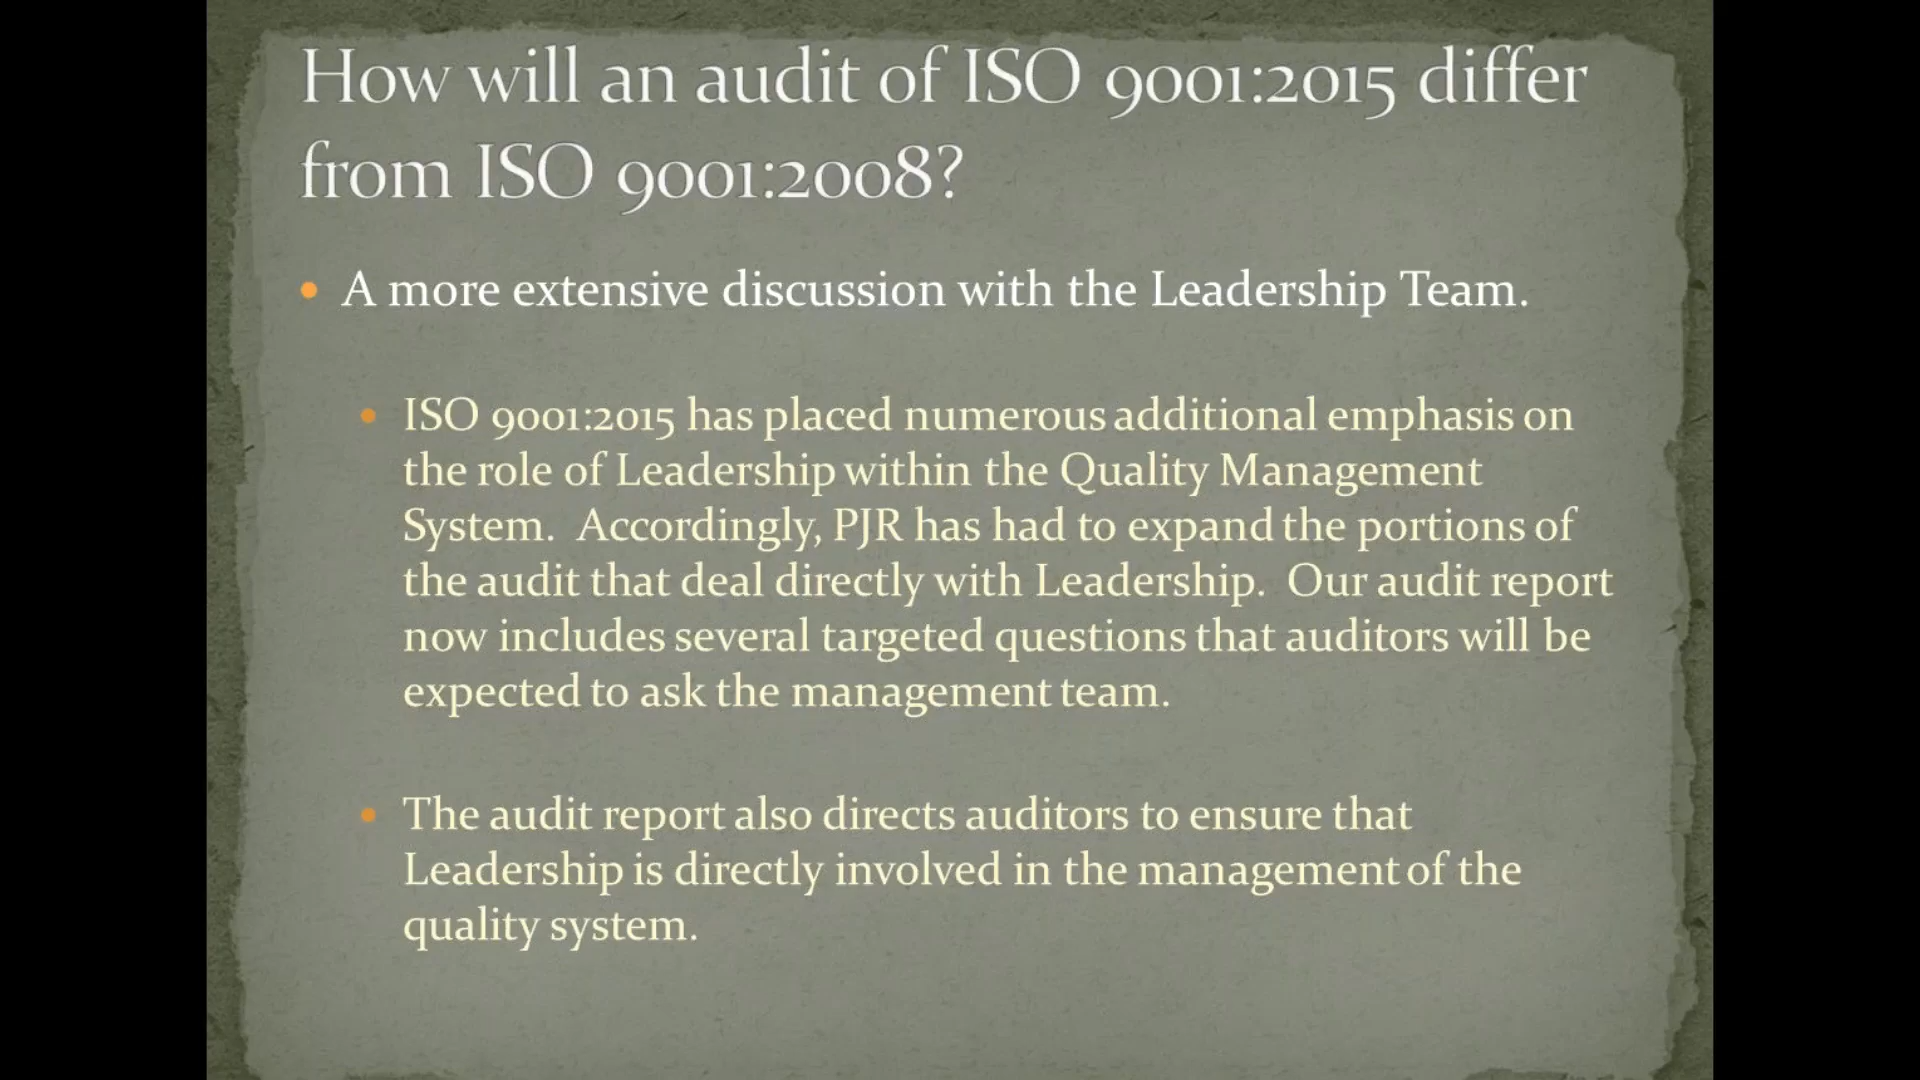 How will an audit of ISO 9001:2015 differ
from ISO 9001:2008?
• A more extensive discussion with the Leadership Team.
• ISO 9001:2015 has placed numerous additional emphasis on
the role of Leadership within the Quality Management
System. Accordingly, PJR has had to expand the portions of
the audit that deal directly with Leadership. Our audit report
now includes several targeted questions that auditors will be
expected to ask the management team.
• The audit report also directs auditors to ensure that
Leadership is directly involved in the management of the
quality system.